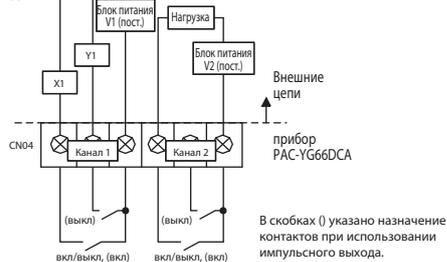 Блок питания
V1 (пост.)
Нагрузка
Y1
Блок питания
V2 (пост.)
X1
Внешние
цепи
CN04
Канал 1
Канал 2
прибор
PAC-YG66DCA
(выкл)
(выкл)
В скобках () указано назначение
контактов при использовании
импульсного выхода.
вкл/выкл, (вкл)
вкл/выкл, (вкл)